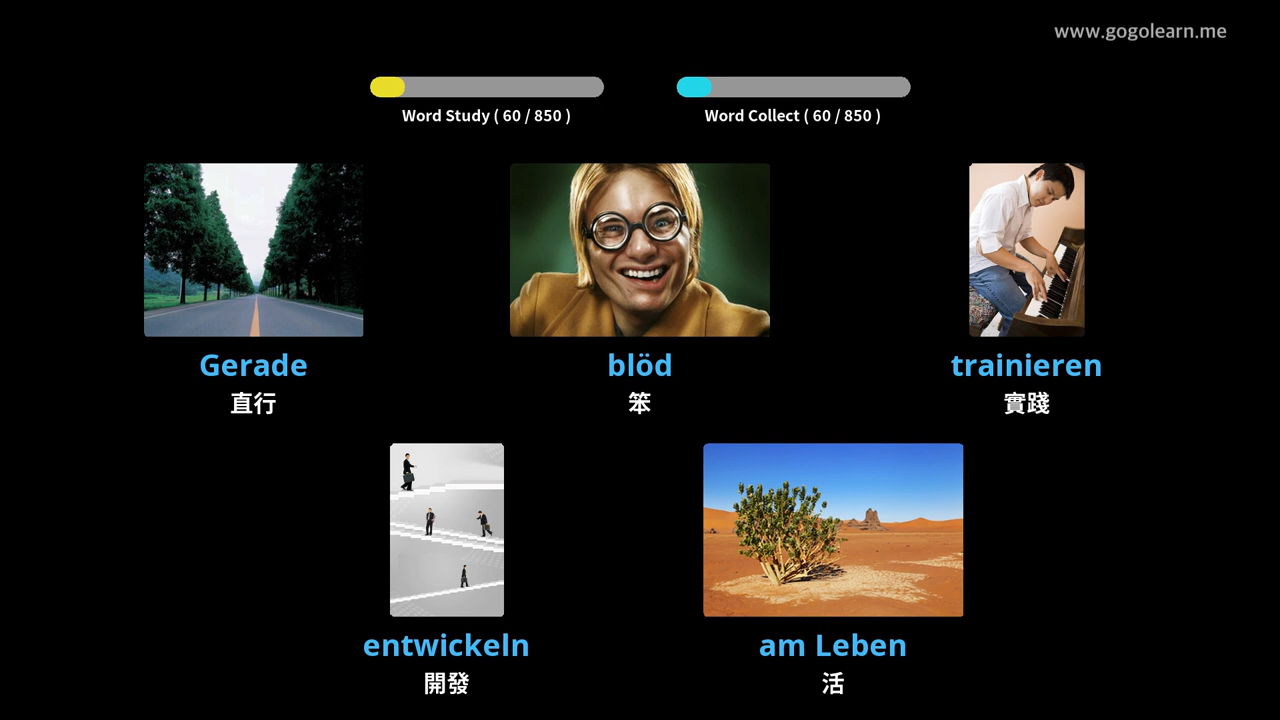 www.gogolearn.me
Word Study ( 60 / 850 )
Word Collect ( 60 / 850 )
Gerade
直行
blöd
笨
trainieren
實踐
entwickeln
開發
am Leben
活